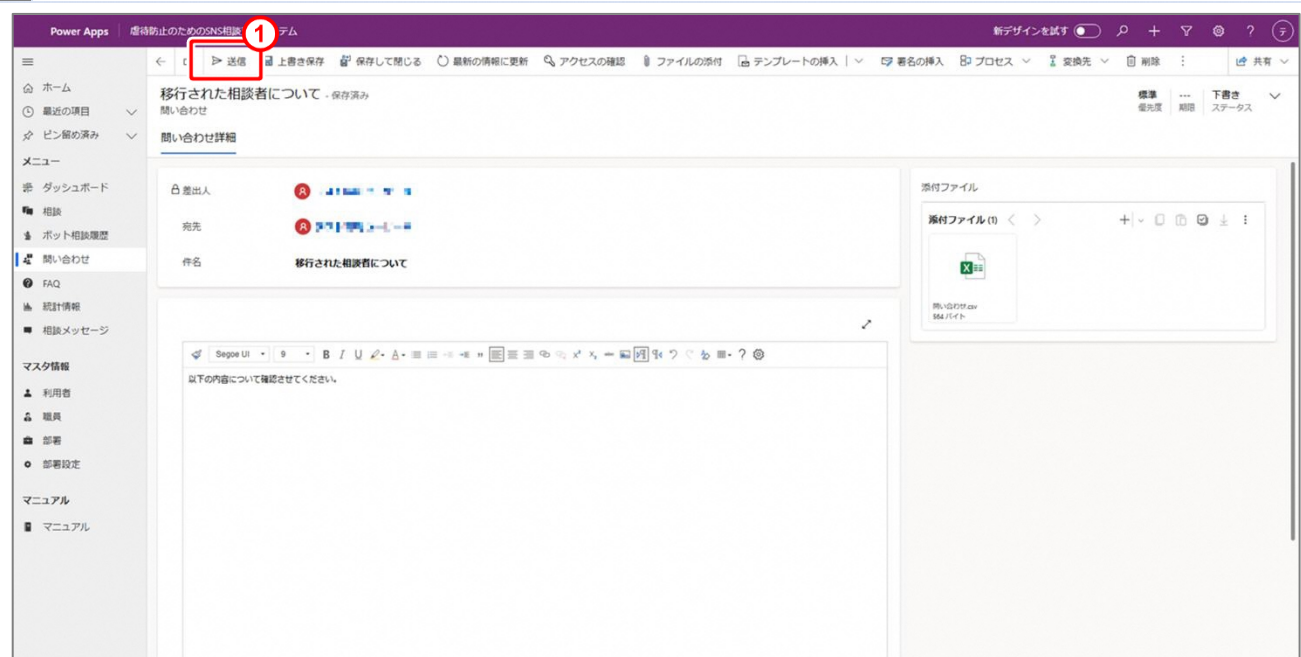 Power Apps 虐待防止のためのSNS相談 テム 新デザインを試す ?
1
送信 上書き保存 保存して閉じる 最新の情報に更新 アクセスの確認 ファイルの添付 テンプレートの挿入 署名の挿入 プロセス 変換先 削除 共有
ホーム
最近の項目
ピン留め済み
メニュー
ダッシュボード
相談
ボット相談履歴
問い合わせ
FAQ
統計情報
相談メッセージ
マスタ情報
利用者
職員
部署
部署設定
マニュアル
マニュアル
移行された相談者について - 保存済み
問い合わせ
標準 --- 下書き
優先度 期限 ステータス
問い合わせ詳細
差出人
宛先
件名 移行された相談者について
Segoe UI 9 B I U
以下の内容について確認させてください。
添付ファイル
添付ファイル (1)
問い合わせ.csv
564 バイト